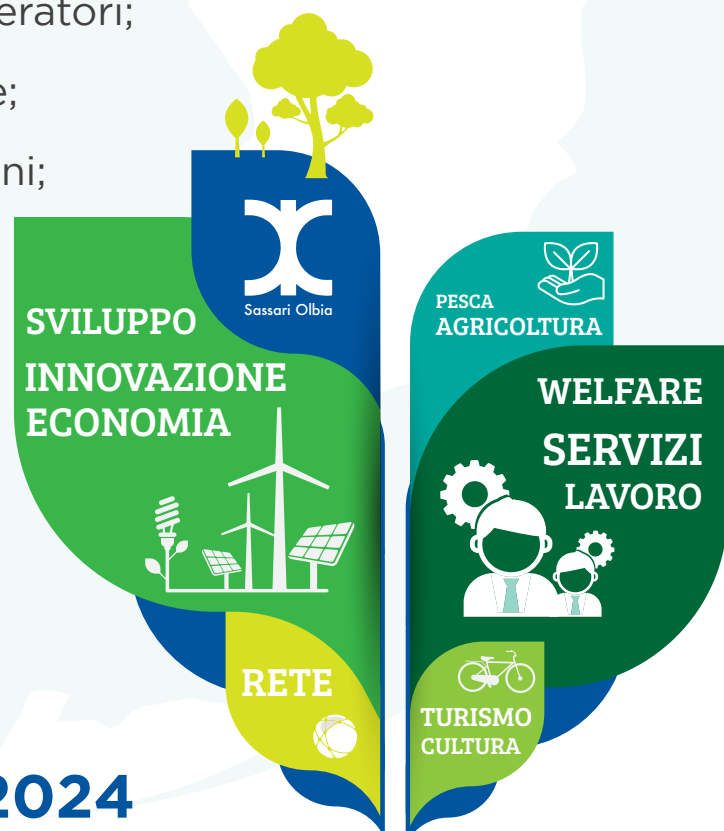 eratori;
e;
ni;
Sassari Olbia
SVILUPPO
INNOVAZIONE
ECONOMIA
PESCA
AGRICOLTURA
WELFARE
SERVIZI
LAVORO
RETE
TURISMO
CULTURA
2024